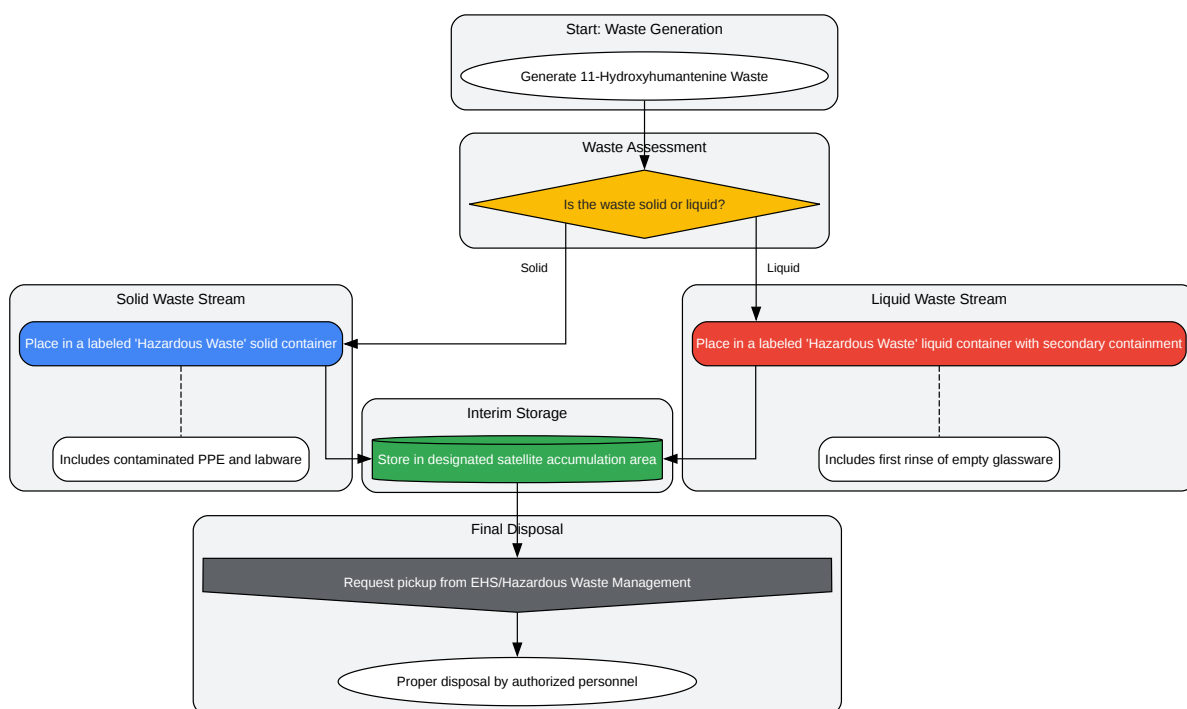 Start: Waste Generation
Generate 11-Hydroxyhumantenine Waste
Waste Assessment
Is the waste solid or liquid?
Solid
Liquid
Solid Waste Stream
Liquid Waste Stream
Place in a labeled 'Hazardous Waste' solid container
Place in a labeled 'Hazardous Waste' liquid container with secondary containment
Interim Storage
Includes contaminated PPE and labware
Store in designated satellite accumulation area
Includes first rinse of empty glassware
Final Disposal
Request pickup from EHS/Hazardous Waste Management
Proper disposal by authorized personnel